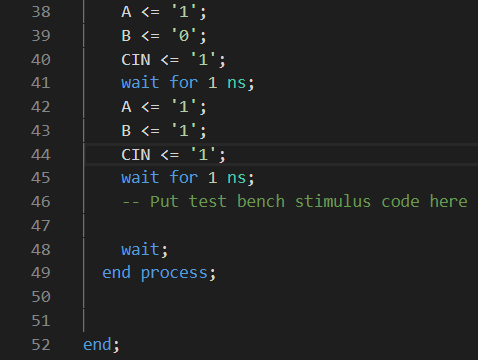 38 A <= '1';
39 B <= '0';
40 CIN <= '1';
41 wait for 1 ns;
42 A <= '1';
43 B <= '1';
44 CIN <= '1';
45 wait for 1 ns;
46 -- Put test bench stimulus code here
47
48 wait;
49 end process;
50
51
52 end;